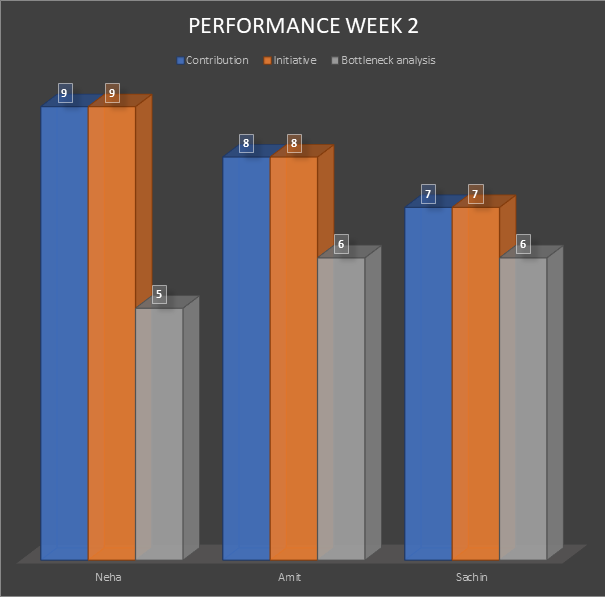 PERFORMANCE WEEK 2
Contribution Initiative Bottleneck analysis
9 9 5
8 8 6
7 7 6
Neha Amit Sachin